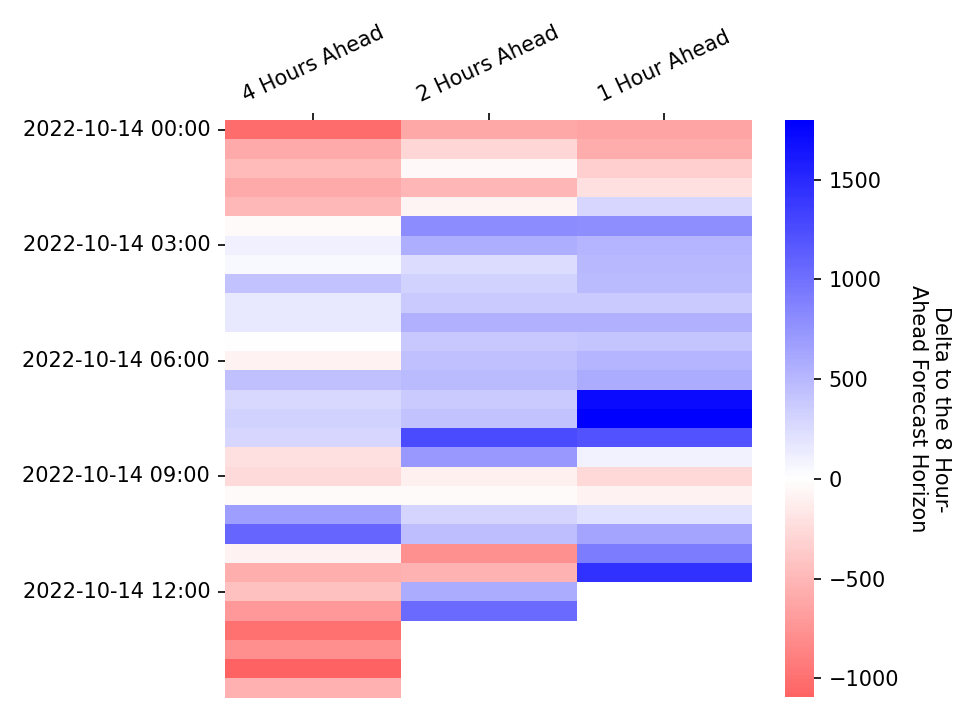 4 Hours Ahead
2 Hours Ahead
1 Hour Ahead
2022-10-14 00:00
2022-10-14 03:00
2022-10-14 06:00
2022-10-14 09:00
2022-10-14 12:00
1500
1000
500
0
−500
−1000
Delta to the 8 Hour-
Ahead Forecast Horizon